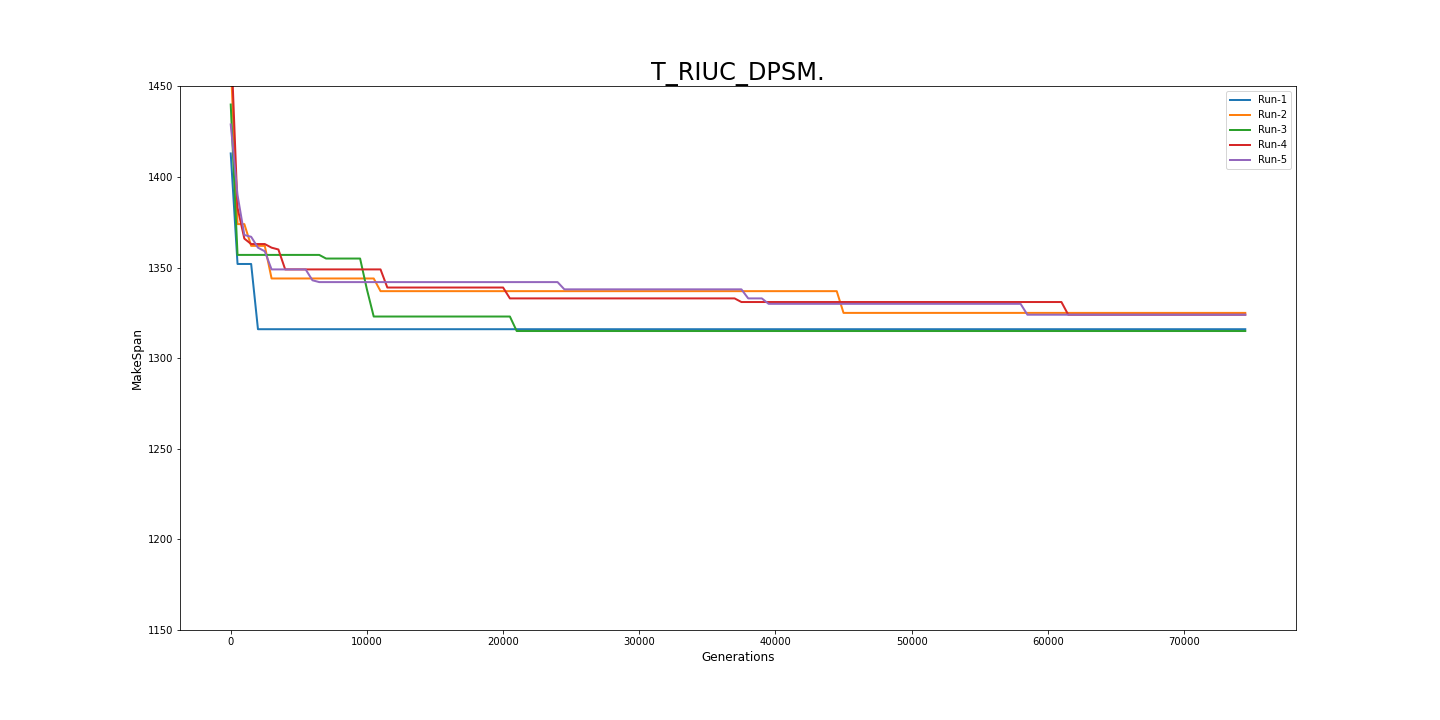 T_RIUC_DPSM.
Run-1
Run-2
Run-3
Run-4
Run-5
MakeSpan
1450
1400
1350
1300
1250
1200
1150
0 10000 20000 30000 40000 50000 60000 70000
Generations